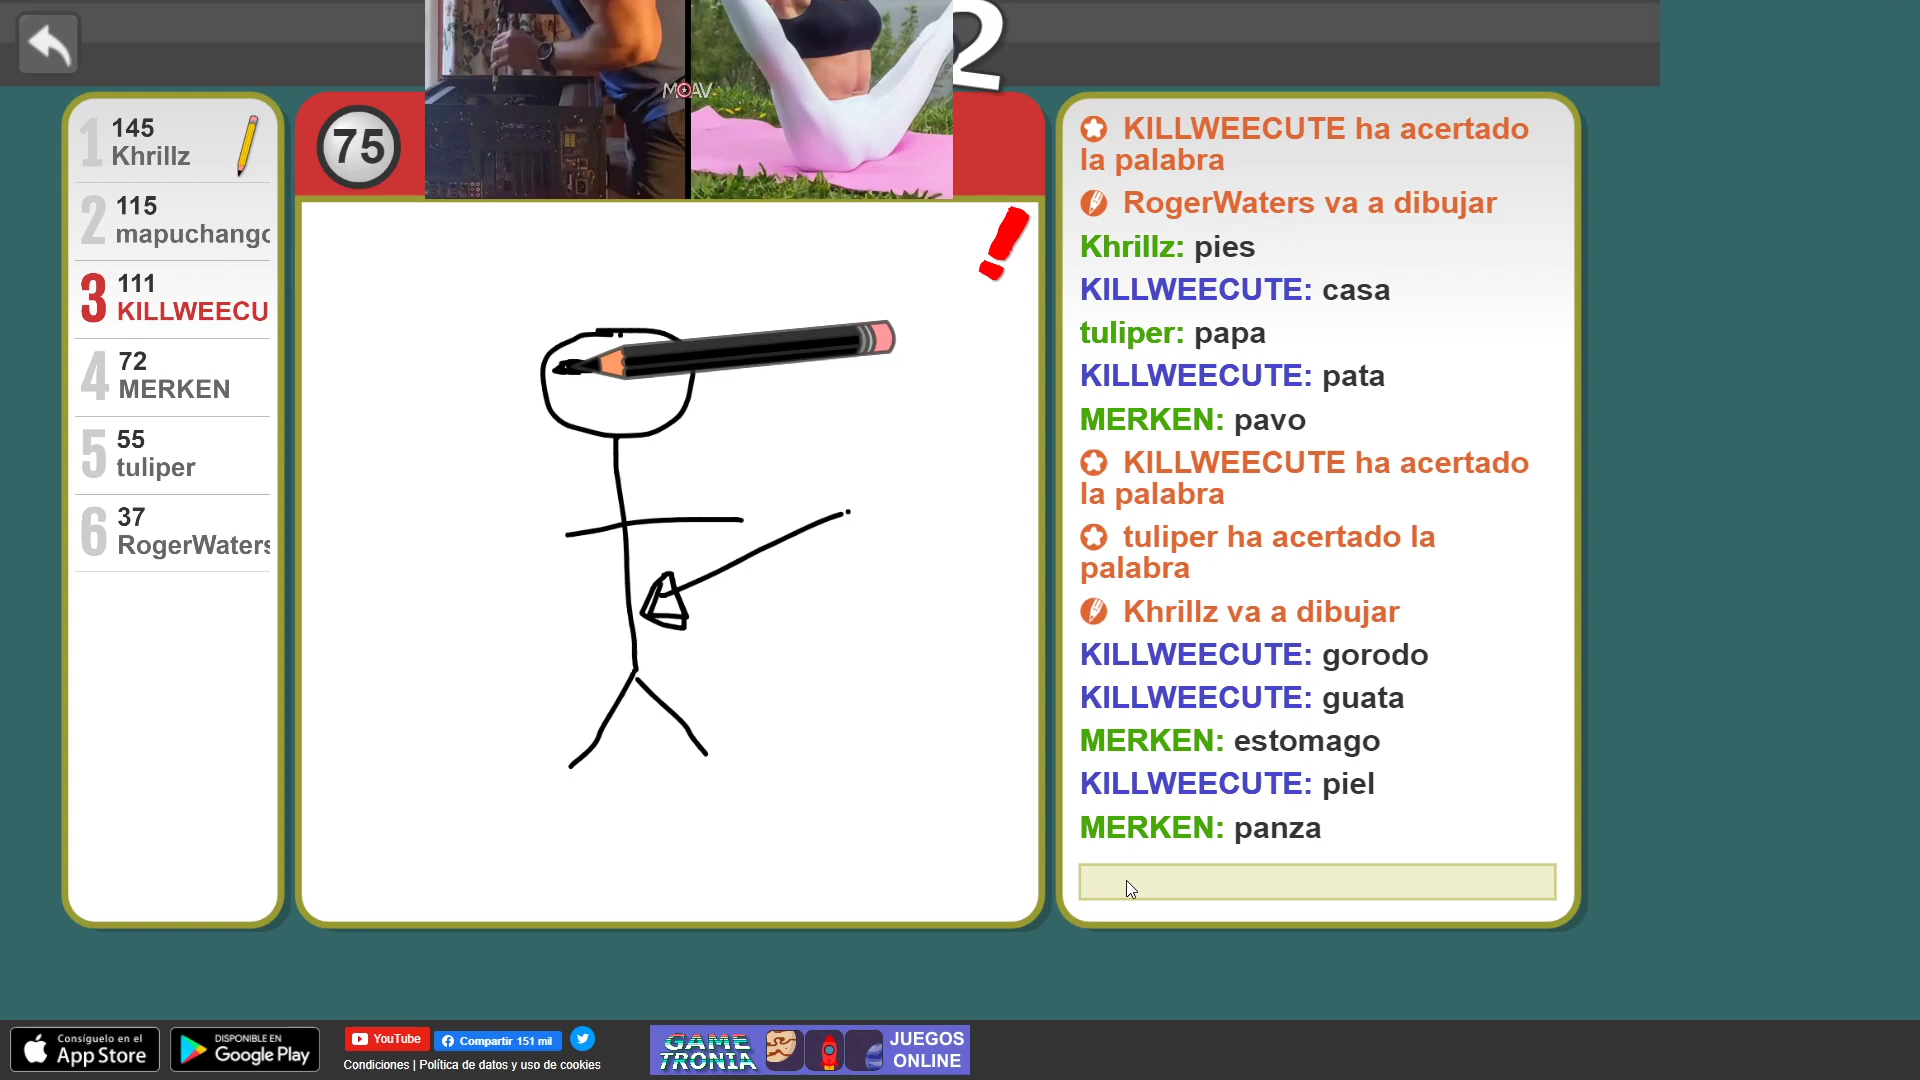 2
MOAV
1
145
Khrillz
2
115
mapuchango
3
111
KILLWEECU
4
72
MERKEN
5
55
tuliper
6
37
RogerWaters
75
KILLWEECUTE ha acertado
la palabra
RogerWaters va a dibujar
Khrillz: pies
KILLWEECUTE: casa
tuliper: papa
KILLWEECUTE: pata
MERKEN: pavo
KILLWEECUTE ha acertado
la palabra
tuliper ha acertado la
palabra
Khrillz va a dibujar
KILLWEECUTE: gorodo
KILLWEECUTE: guata
MERKEN: estomago
KILLWEECUTE: piel
MERKEN: panza
Consíguelo en el
App Store
DISPONIBLE EN
Google Play
YouTube
Compartir 151 mil
Condiciones | Política de datos y uso de cookies
GAME
TRONIA
JUEGOS
ONLINE